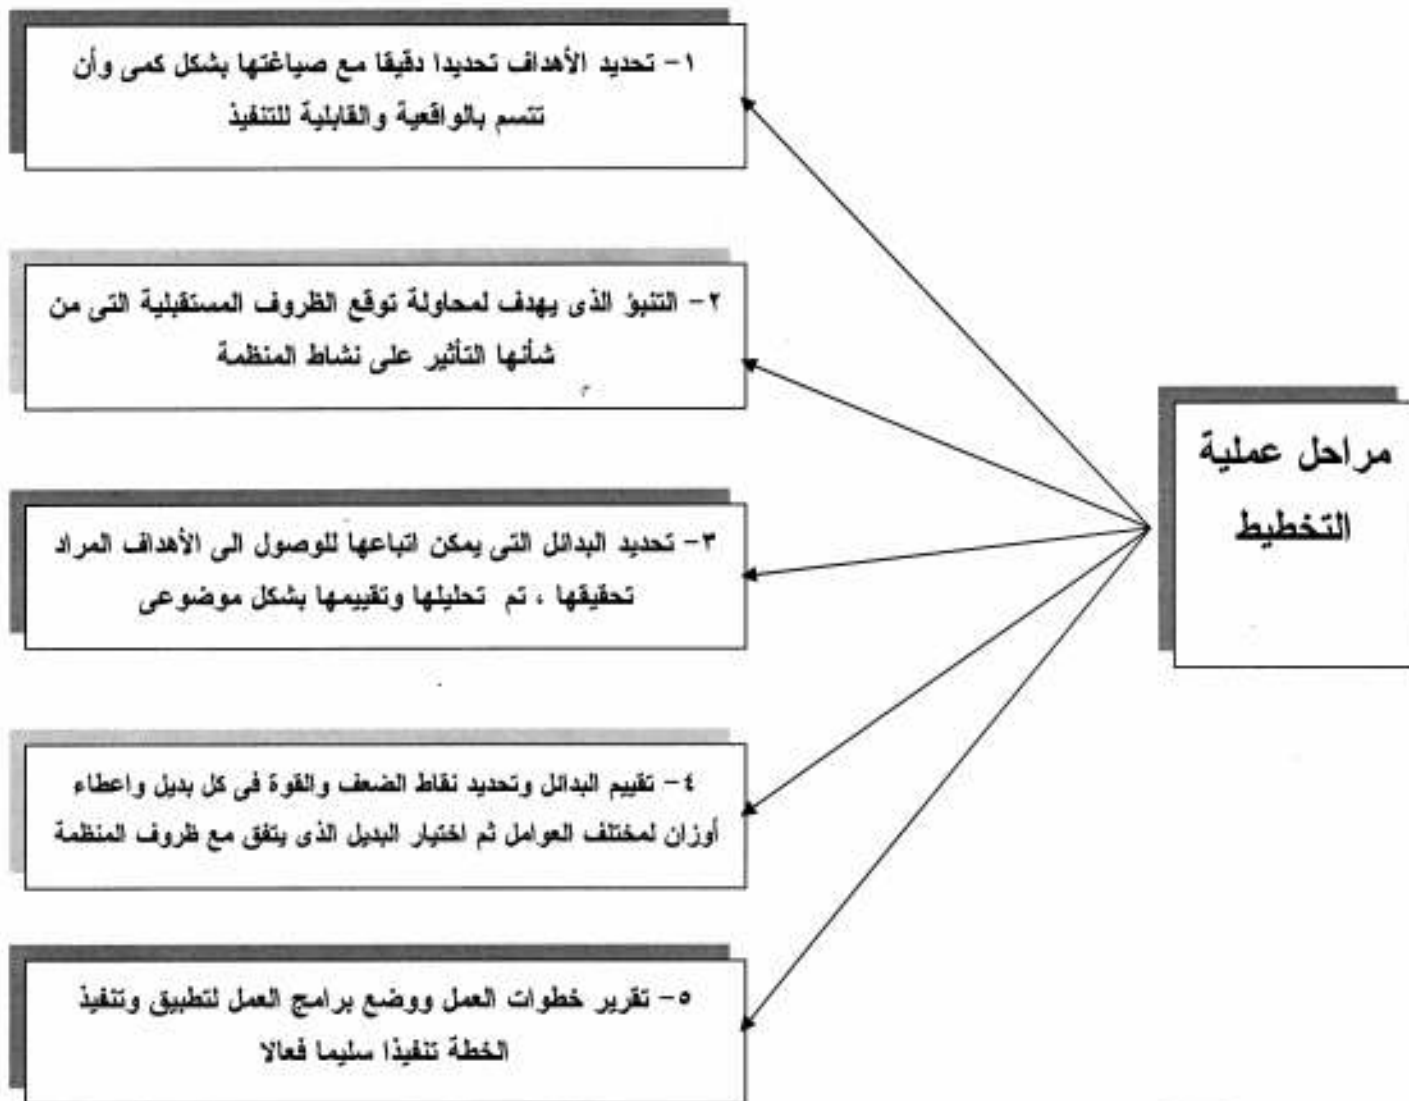 مراحل عملية
التخطيط
١- تحديد الأهداف تحديدا دقيقا مع صياغتها بشكل كمى وأن
تتسم بالواقعية والقابلية للتنفيذ
٢- التنبؤ الذى يهدف لمحاولة توقع الظروف المستقبلية التى من
شأنها التأثير على نشاط المنظمة
٣- تحديد البدائل التى يمكن اتباعها للوصول الى الأهداف المراد
تحقيقها ، تم تحليلها وتقييمها بشكل موضوعى
٤- تقييم البدائل وتحديد نقاط الضعف والقوة فى كل بديل واعطاء
أوزان لمختلف العوامل ثم اختيار البديل الذى يتفق مع ظروف المنظمة
٥- تقرير خطوات العمل ووضع برامج العمل لتطبيق وتنفيذ
الخطة تنفيذا سليما فعالا